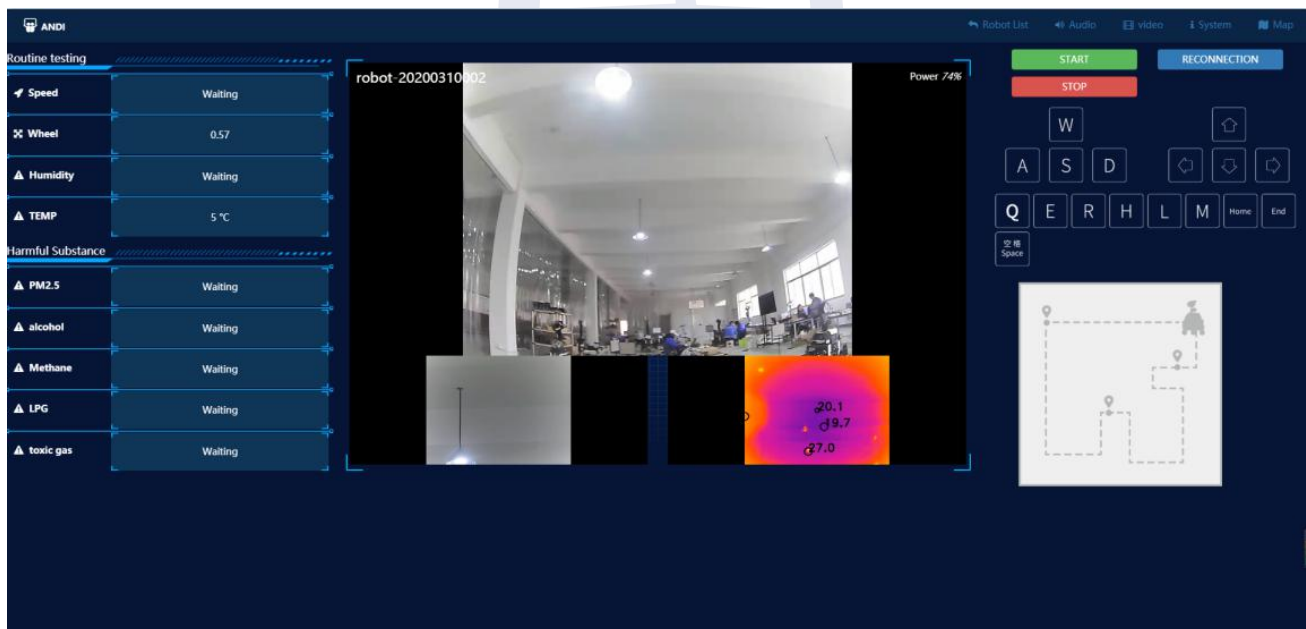 ANDI
Robot List Audio video System Map
Routine testing
Speed Waiting
Wheel 0.57
Humidity Waiting
TEMP 5 ℃
Harmful Substance
PM2.5 Waiting
alcohol Waiting
Methane Waiting
LPG Waiting
toxic gas Waiting
robot-20200310002 Power 74%
20.1
19.7
27.0
START RECONNECTION
STOP
W
A S D
Q E R H L M Home End
空格
Space